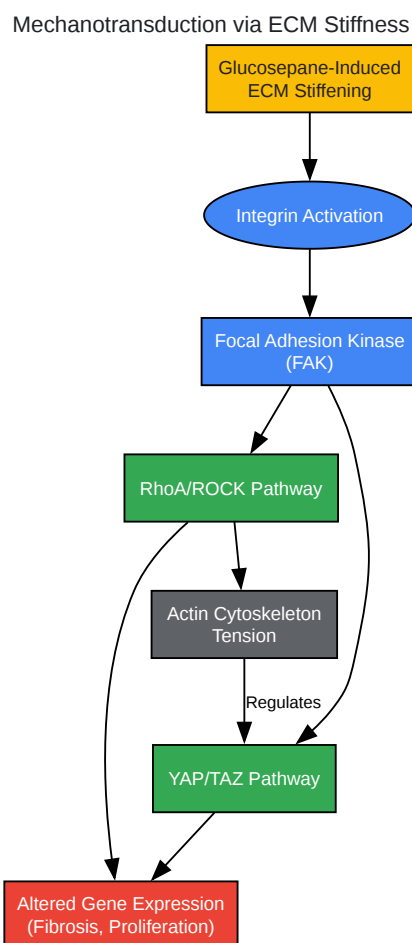 Mechanotransduction via ECM Stiffness
Glucosepane-Induced
ECM Stiffening
Integrin Activation
Focal Adhesion Kinase
(FAK)
RhoA/ROCK Pathway
Actin Cytoskeleton
Tension
Regulates
YAP/TAZ Pathway
Altered Gene Expression
(Fibrosis, Proliferation)